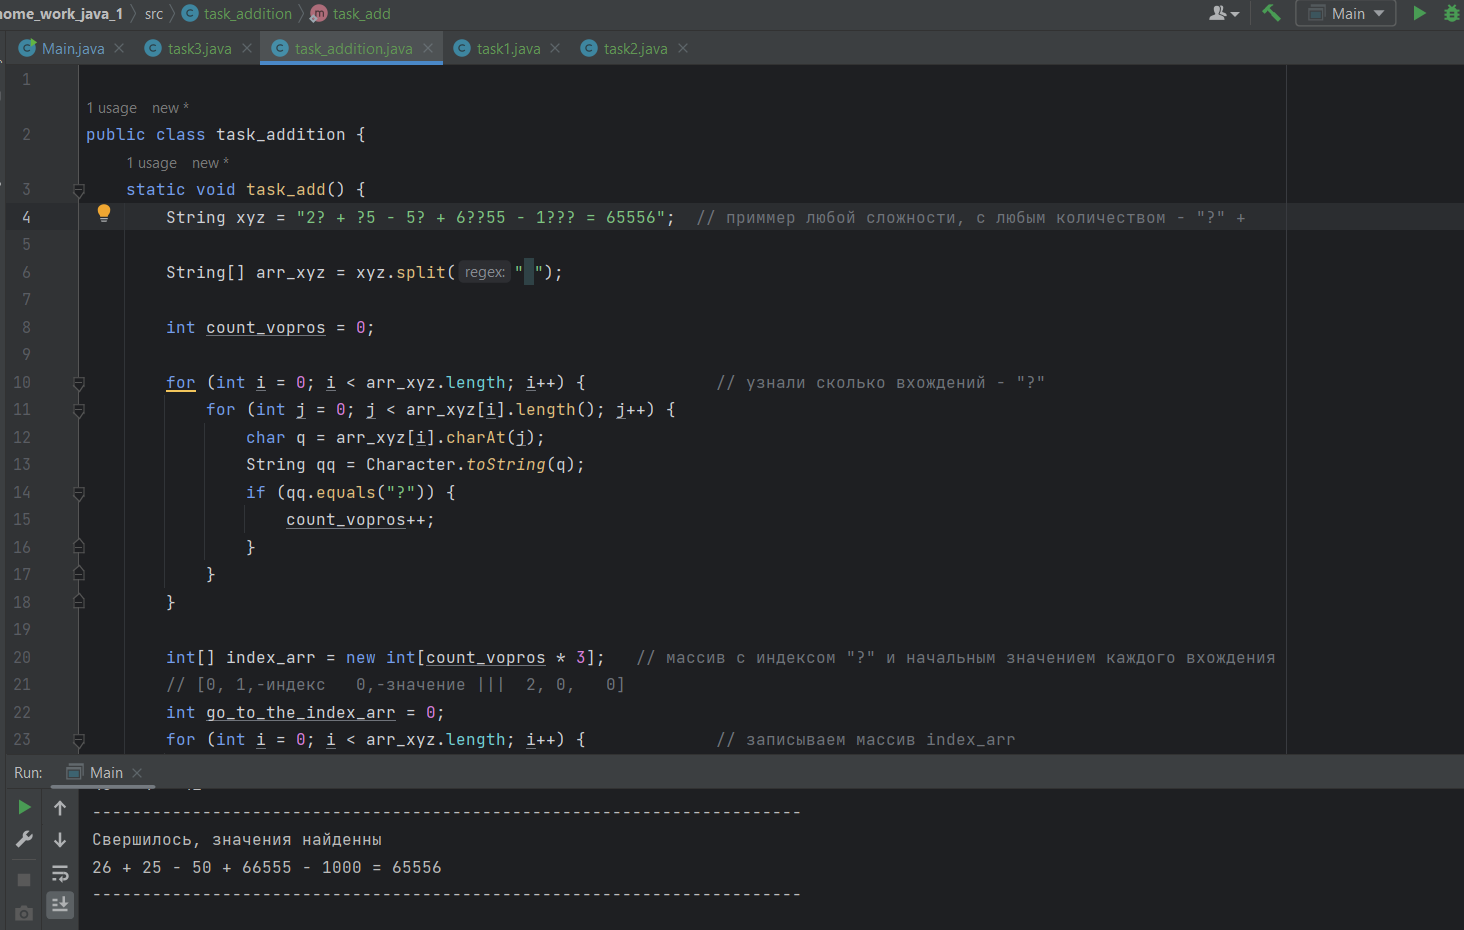 home_work_java_1 src task_addition task_add Main
Main.java task3.java task_addition.java task1.java task2.java
1
1 usage new *
2 public class task_addition {
1 usage new *
3 static void task_add() {
4 String xyz = "2? + ?5 - 5? + 6??55 - 1??? = 65556"; // приммер любой сложности, с любым количеством - "?" +
5
6 String[] arr_xyz = xyz.split( regex: " ");
7
8 int count_vopros = 0;
9
10 for (int i = 0; i < arr_xyz.length; i++) { // узнали сколько вхождений - "?"
11 for (int j = 0; j < arr_xyz[i].length(); j++) {
12 char q = arr_xyz[i].charAt(j);
13 String qq = Character.toString(q);
14 if (qq.equals("?")) {
15 count_vopros++;
16 }
17 }
18 }
19
20 int[] index_arr = new int[count_vopros * 3]; // массив с индексом "?" и начальным значением каждого вхождения
21 // [0, 1,-индекс 0,-значение ||| 2, 0, 0]
22 int go_to_the_index_arr = 0;
23 for (int i = 0; i < arr_xyz.length; i++) { // записываем массив index_arr
Run: Main
-----------------------------------------------------------------------
Свершилось, значения найденны
26 + 25 - 50 + 66555 - 1000 = 65556
-----------------------------------------------------------------------